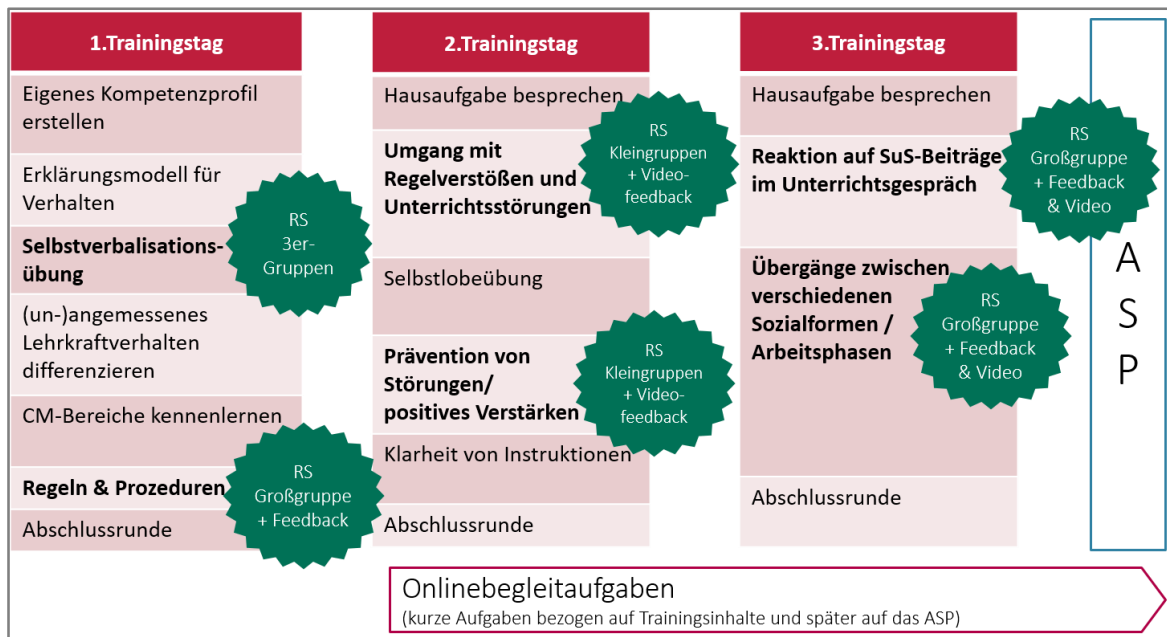 1.Trainingstag
Eigenes Kompetenzprofil
erstellen
Erklärungsmodell für
Verhalten
Selbstverbalisations-
übung
RS
3er-
Gruppen
(un-)angemessenes
Lehrkraftverhalten
differenzieren
CM-Bereiche kennenlernen
Regeln & Prozeduren
RS
Großgruppe
+ Feedback
Abschlussrunde
2.Trainingstag
Hausaufgabe besprechen
Umgang mit
Regelverstößen und
Unterrichtsstörungen
RS
Kleingruppen
+ Video-
feedback
Selbstlobeübung
Prävention von
Störungen/
positives Verstärken
RS
Kleingruppen
+ Video-
feedback
Klarheit von Instruktionen
Abschlussrunde
3.Trainingstag
Hausaufgabe besprechen
Reaktion auf SuS-Beiträge
im Unterrichtsgespräch
RS
Großgruppe
+ Feedback
& Video
Übergänge zwischen
verschiedenen
Sozialformen /
Arbeitsphasen
RS
Großgruppe
+ Feedback
& Video
Abschlussrunde
A
S
P
Onlinebegleitaufgaben
(kurze Aufgaben bezogen auf Trainingsinhalte und später auf das ASP)